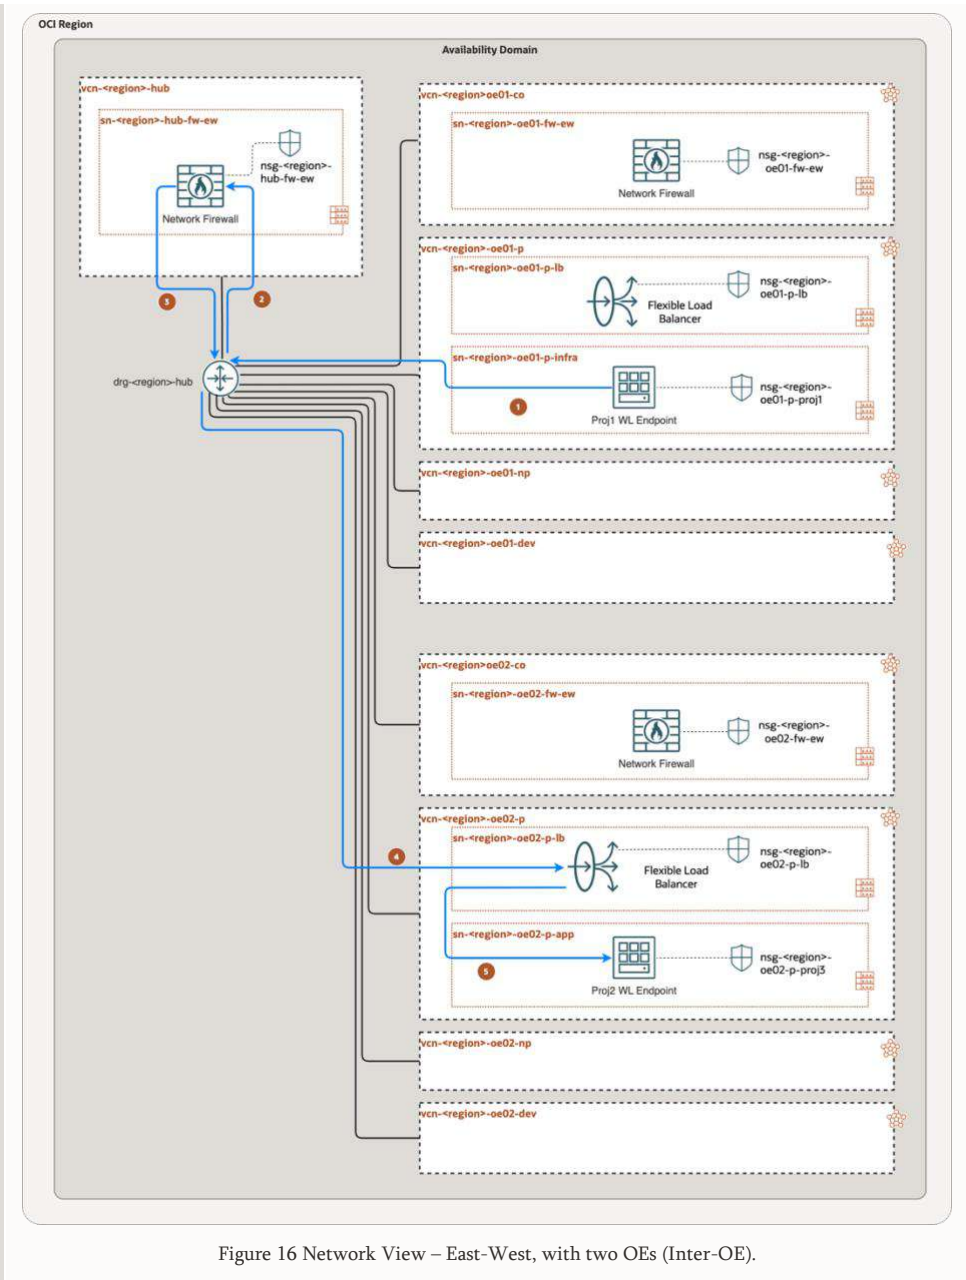 OCI Region
Availability Domain
vcn-<region>-hub
sn-<region>-hub-fw-ew
nsg-<region>-
hub-fw-ew
Network Firewall
3
2
drg-<region>-hub
vcn-<region>oe01-co
sn-<region>-oe01-fw-ew
nsg-<region>-
oe01-fw-ew
Network Firewall
vcn-<region>-oe01-p
sn-<region>-oe01-p-lb
nsg-<region>-
oe01-p-lb
Flexible Load
Balancer
sn-<region>-oe01-p-infra
nsg-<region>-
oe01-p-proj1
1
Proj1 WL Endpoint
vcn-<region>-oe01-np
vcn-<region>-oe01-dev
vcn-<region>oe02-co
sn-<region>-oe02-fw-ew
nsg-<region>-
oe02-fw-ew
Network Firewall
vcn-<region>-oe02-p
sn-<region>-oe02-p-lb
nsg-<region>-
oe02-p-lb
4
Flexible Load
Balancer
sn-<region>-oe02-p-app
nsg-<region>-
oe02-p-proj3
5
Proj2 WL Endpoint
vcn-<region>-oe02-np
vcn-<region>-oe02-dev
Figure 16 Network View – East-West, with two OEs (Inter-OE).